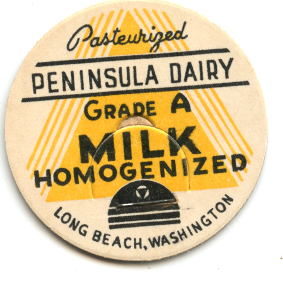 Pasteurized
PENINSULA DAIRY
GRADE A
MILK
HOMOGENIZED
LONG BEACH, WASHINGTON